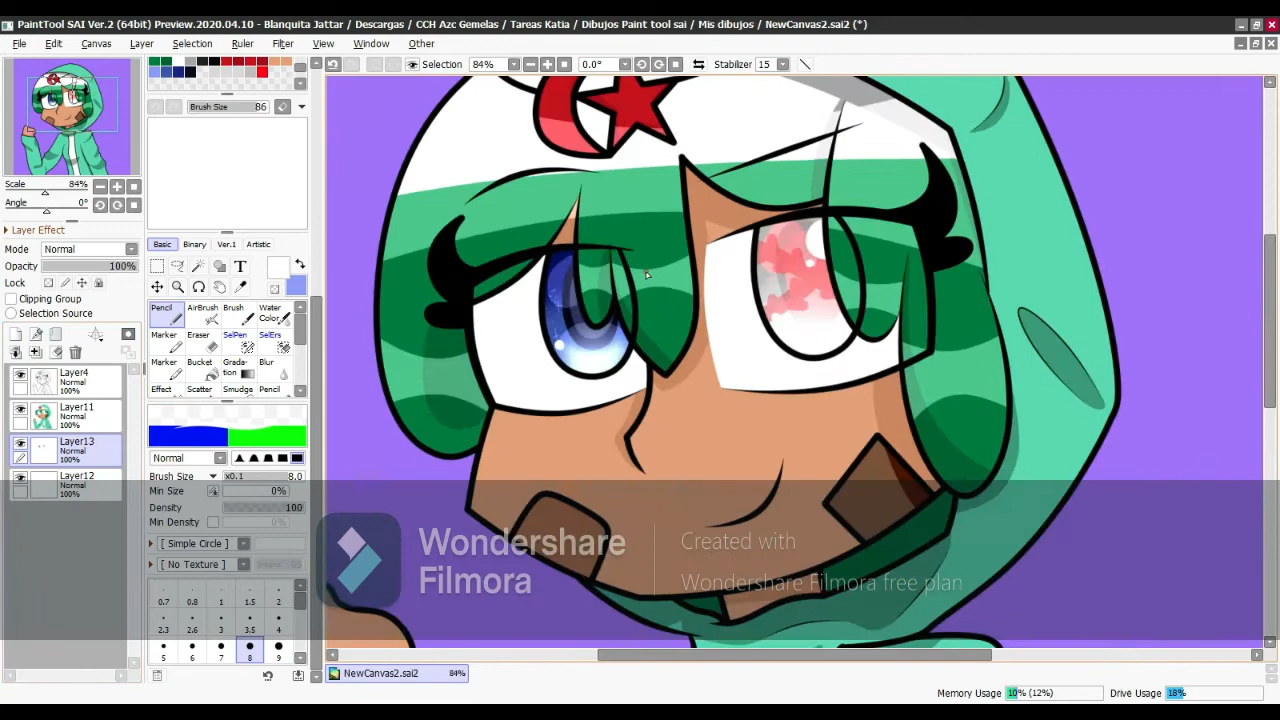 PaintTool SAI Ver.2 (64bit) Preview.2020.04.10 - Blanquita Jattar / Descargas / CCH Azc Gemelas / Tareas Katia / Dibujos Paint tool sai / Mis dibujos / NewCanvas2.sai2 (*)
File Edit Canvas Layer Selection Ruler Filter View Window Other
Selection 84% 0.0° Stabilizer 15
Brush Size 86
Scale 84%
Angle 0°
Layer Effect
Mode Normal
Opacity 100%
Lock
Clipping Group
Selection Source
Layer4
Normal
100%
Layer11
Normal
100%
Layer13
Normal
100%
Layer12
Normal
100%
Basic Binary Ver.1 Artistic
T
Pencil AirBrush Brush Water Color
Marker Eraser SelPen SelErs
Marker Bucket Gradation Blur
Effect Smudge Pencil
Normal
Brush Size x0.1 8.0
Min Size 0%
Density 100
Min Density 0%
[ Simple Circle ]
[ No Texture ]
0.7 0.8 1 1.5 2
2.3 2.6 3 3.5 4
5 6 7 8 9
Wondershare
Filmora
Created with
Wondershare Filmora free plan
NewCanvas2.sai2 84%
Memory Usage 10% (12%) Drive Usage 18%